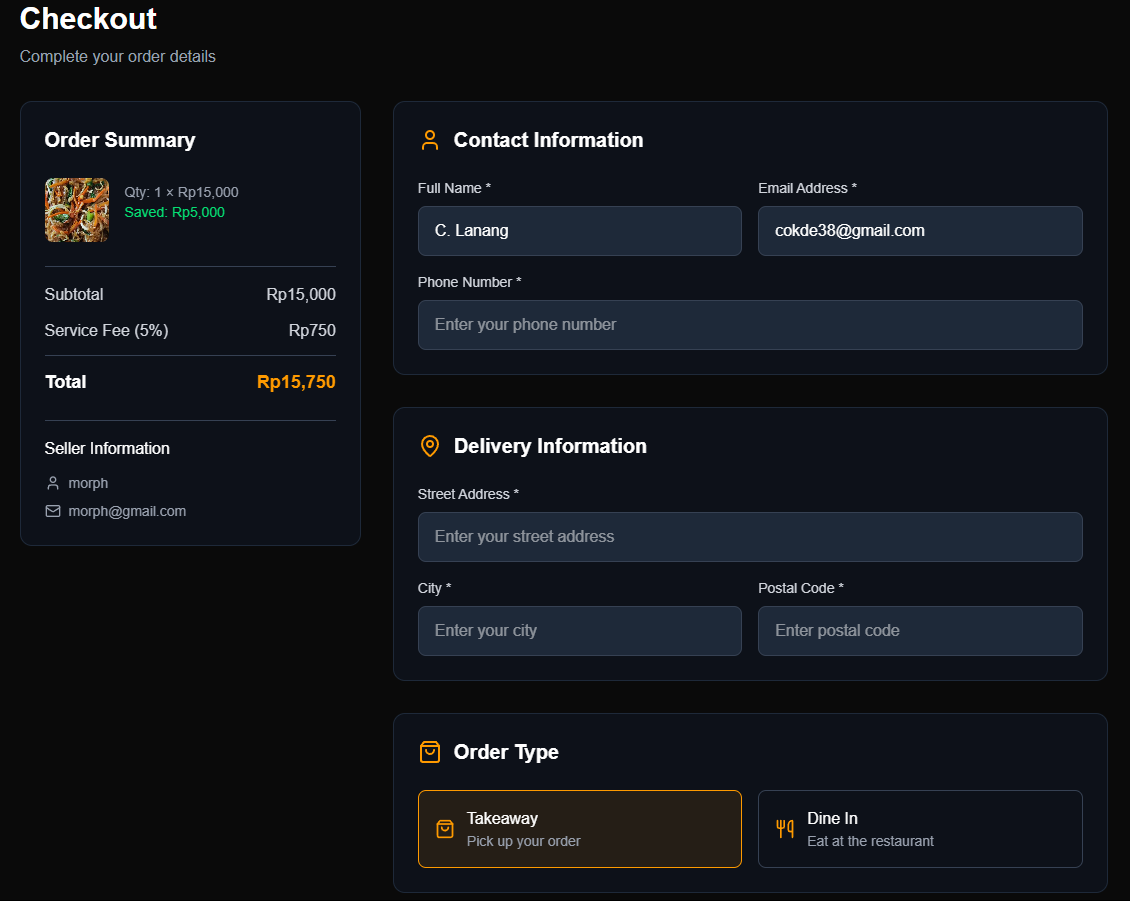 Checkout
Complete your order details
Order Summary
Qty: 1 × Rp15,000
Saved: Rp5,000
Subtotal Rp15,000
Service Fee (5%) Rp750
Total Rp15,750
Seller Information
morph
morph@gmail.com
Contact Information
Full Name * Email Address *
C. Lanang cokde38@gmail.com
Phone Number *
Enter your phone number
Delivery Information
Street Address *
Enter your street address
City * Postal Code *
Enter your city Enter postal code
Order Type
Takeaway
Pick up your order
Dine In
Eat at the restaurant